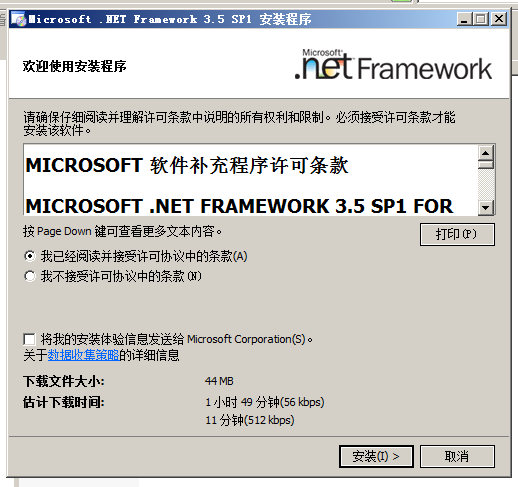 Microsoft .NET Framework 3.5 SP1 安装程序
欢迎使用安装程序
Microsoft®
.net Framework
请确保仔细阅读并理解许可条款中说明的所有权利和限制。必须接受许可条款才能
安装该软件。
MICROSOFT 软件补充程序许可条款
MICROSOFT .NET FRAMEWORK 3.5 SP1 FOR
按 Page Down 键可查看更多文本内容。
打印(P)
我已经阅读并接受许可协议中的条款(A)
我不接受许可协议中的条款(N)
将我的安装体验信息发送给 Microsoft Corporation(S)。
关于数据收集策略的详细信息
下载文件大小: 44 MB
估计下载时间: 1 小时 49 分钟(56 kbps)
11 分钟(512 kbps)
安装(I) >
取消